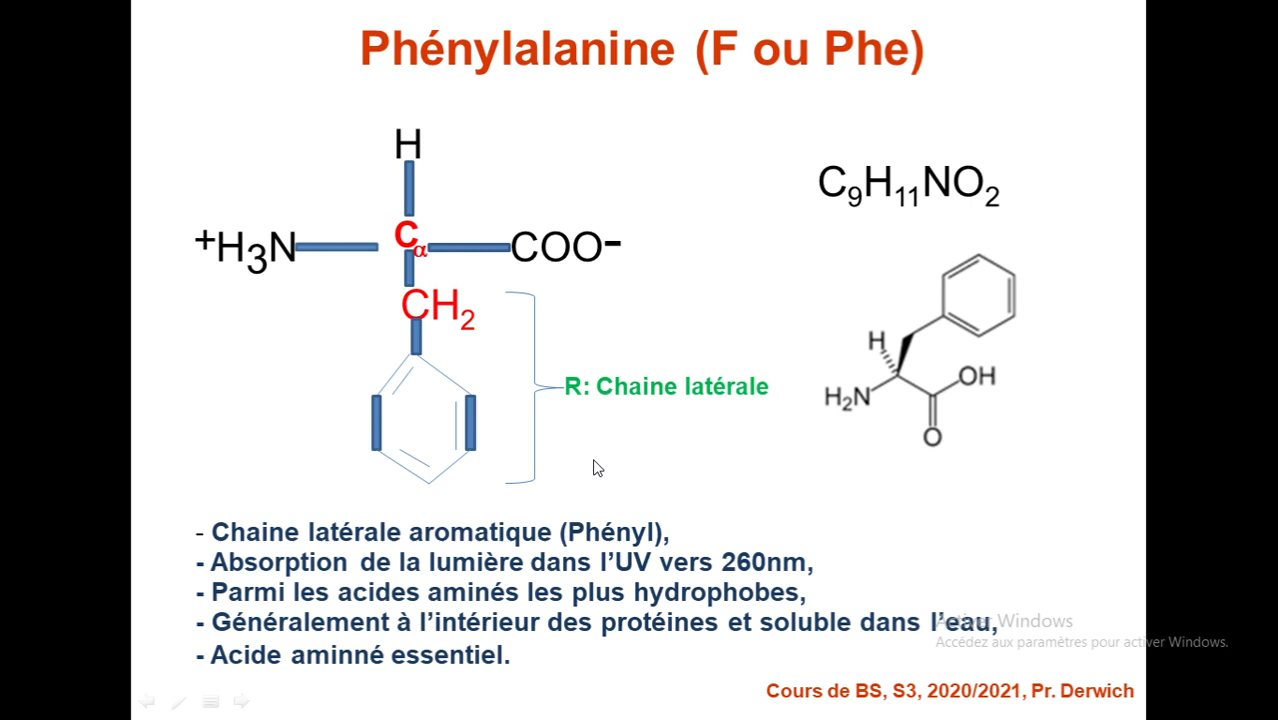 Phénylalanine (F ou Phe)
H
C₉H₁₁NO₂
⁺H₃N
Cα
COO⁻
CH₂
R: Chaine latérale
H
H₂N
OH
O
- Chaine latérale aromatique (Phényl),
- Absorption de la lumière dans l’UV vers 260nm,
- Parmi les acides aminés les plus hydrophobes,
- Généralement à l’intérieur des protéines et soluble dans l’eau,
- Acide aminné essentiel.
Activer Windows
Accédez aux paramètres pour activer Windows.
Cours de BS, S3, 2020/2021, Pr. Derwich